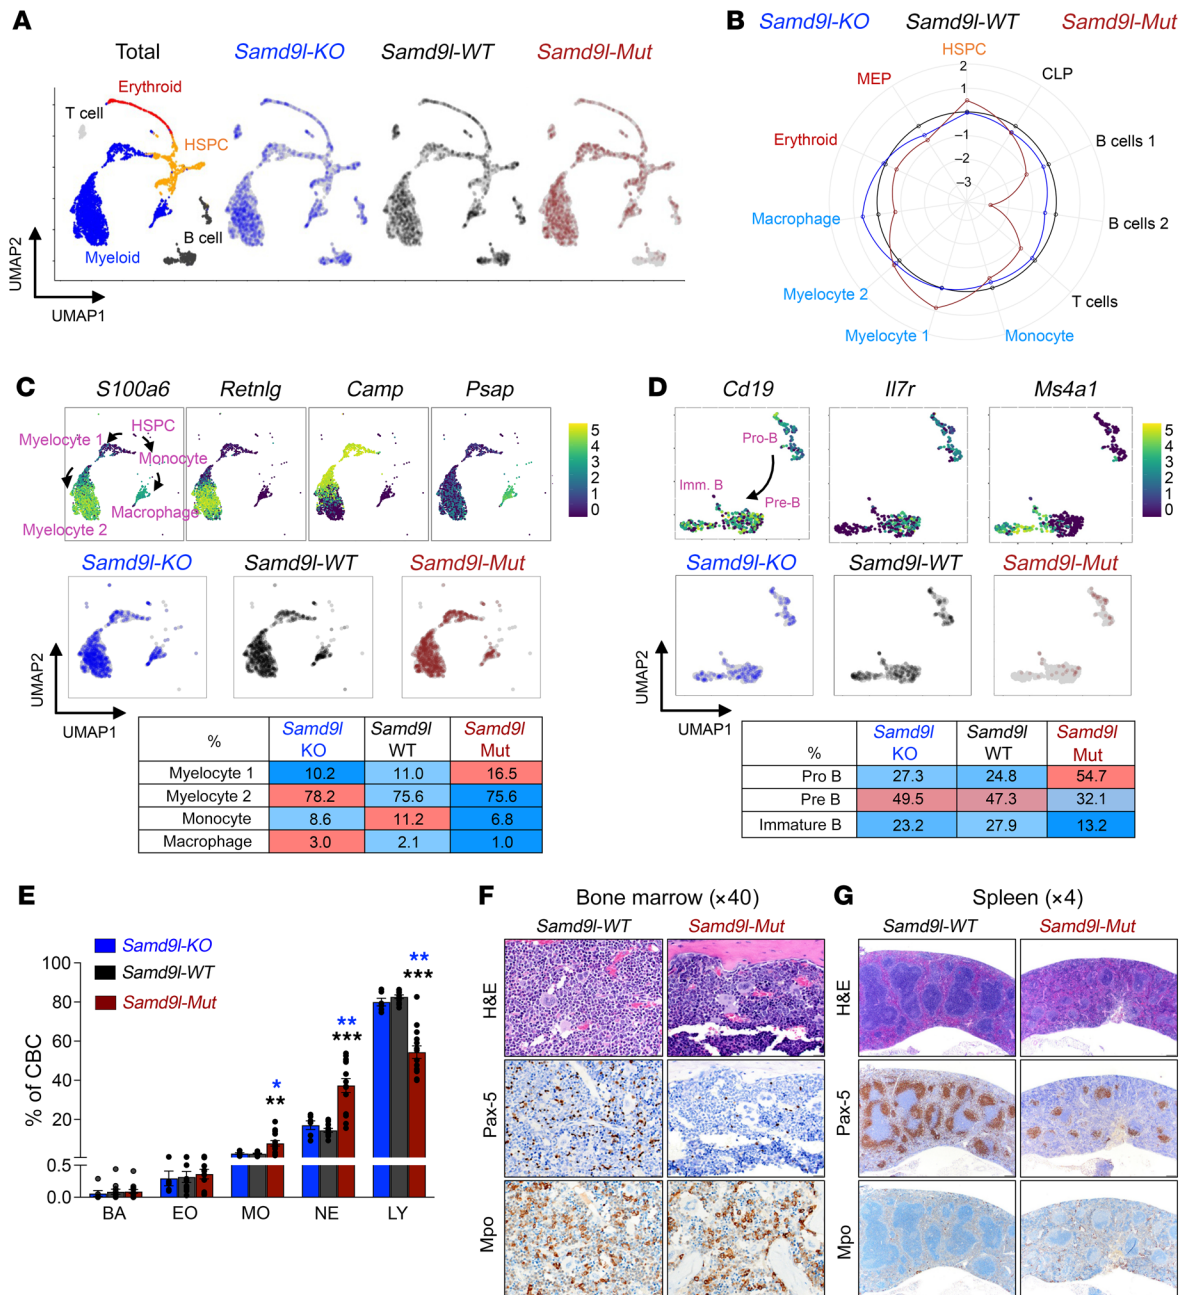 A
Total
Samd9l-KO
Samd9l-WT
Samd9l-Mut
Erythroid
T cell
HSPC
B cell
Myeloid
UMAP2
UMAP1
B
Samd9l-KO
Samd9l-WT
Samd9l-Mut
HSPC
MEP
CLP
Erythroid
B cells 1
Macrophage
B cells 2
Myelocyte 2
T cells
Myelocyte 1
Monocyte
2
1
–1
–2
–3
C
S100a6
Retnlg
Camp
Psap
Myelocyte 1
HSPC
Monocyte
Macrophage
Myelocyte 2
5
4
3
2
1
0
Samd9l-KO
Samd9l-WT
Samd9l-Mut
UMAP2
UMAP1
% Samd9l KO Samd9l WT Samd9l Mut
Myelocyte 1 10.2 11.0 16.5
Myelocyte 2 78.2 75.6 75.6
Monocyte 8.6 11.2 6.8
Macrophage 3.0 2.1 1.0
D
Cd19
Il7r
Ms4a1
Pro-B
Imm. B
Pre-B
5
4
3
2
1
0
Samd9l-KO
Samd9l-WT
Samd9l-Mut
UMAP2
UMAP1
% Samd9l KO Samd9l WT Samd9l Mut
Pro B 27.3 24.8 54.7
Pre B 49.5 47.3 32.1
Immature B 23.2 27.9 13.2
E
Samd9l-KO
Samd9l-WT
Samd9l-Mut
% of CBC
100
80
60
40
20
0.5
0.0
*
**
**
***
**
***
BA EO MO NE LY
F
Bone marrow (×40)
Samd9l-WT
Samd9l-Mut
H&E
Pax-5
Mpo
G
Spleen (×4)
Samd9l-WT
Samd9l-Mut
H&E
Pax-5
Mpo